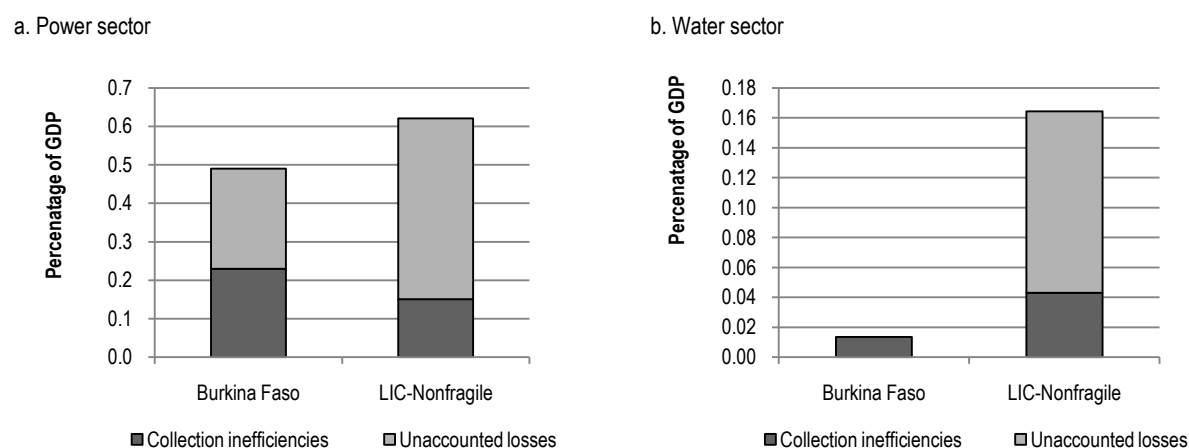 a. Power sector
Percenatage of GDP
0.7
0.6
0.5
0.4
0.3
0.2
0.1
0.0
Burkina Faso LIC-Nonfragile
Collection inefficiencies Unaccounted losses
b. Water sector
Percenatage of GDP
0.18
0.16
0.14
0.12
0.10
0.08
0.06
0.04
0.02
0.00
Burkina Faso LIC-Nonfragile
Collection inefficiencies Unaccounted losses